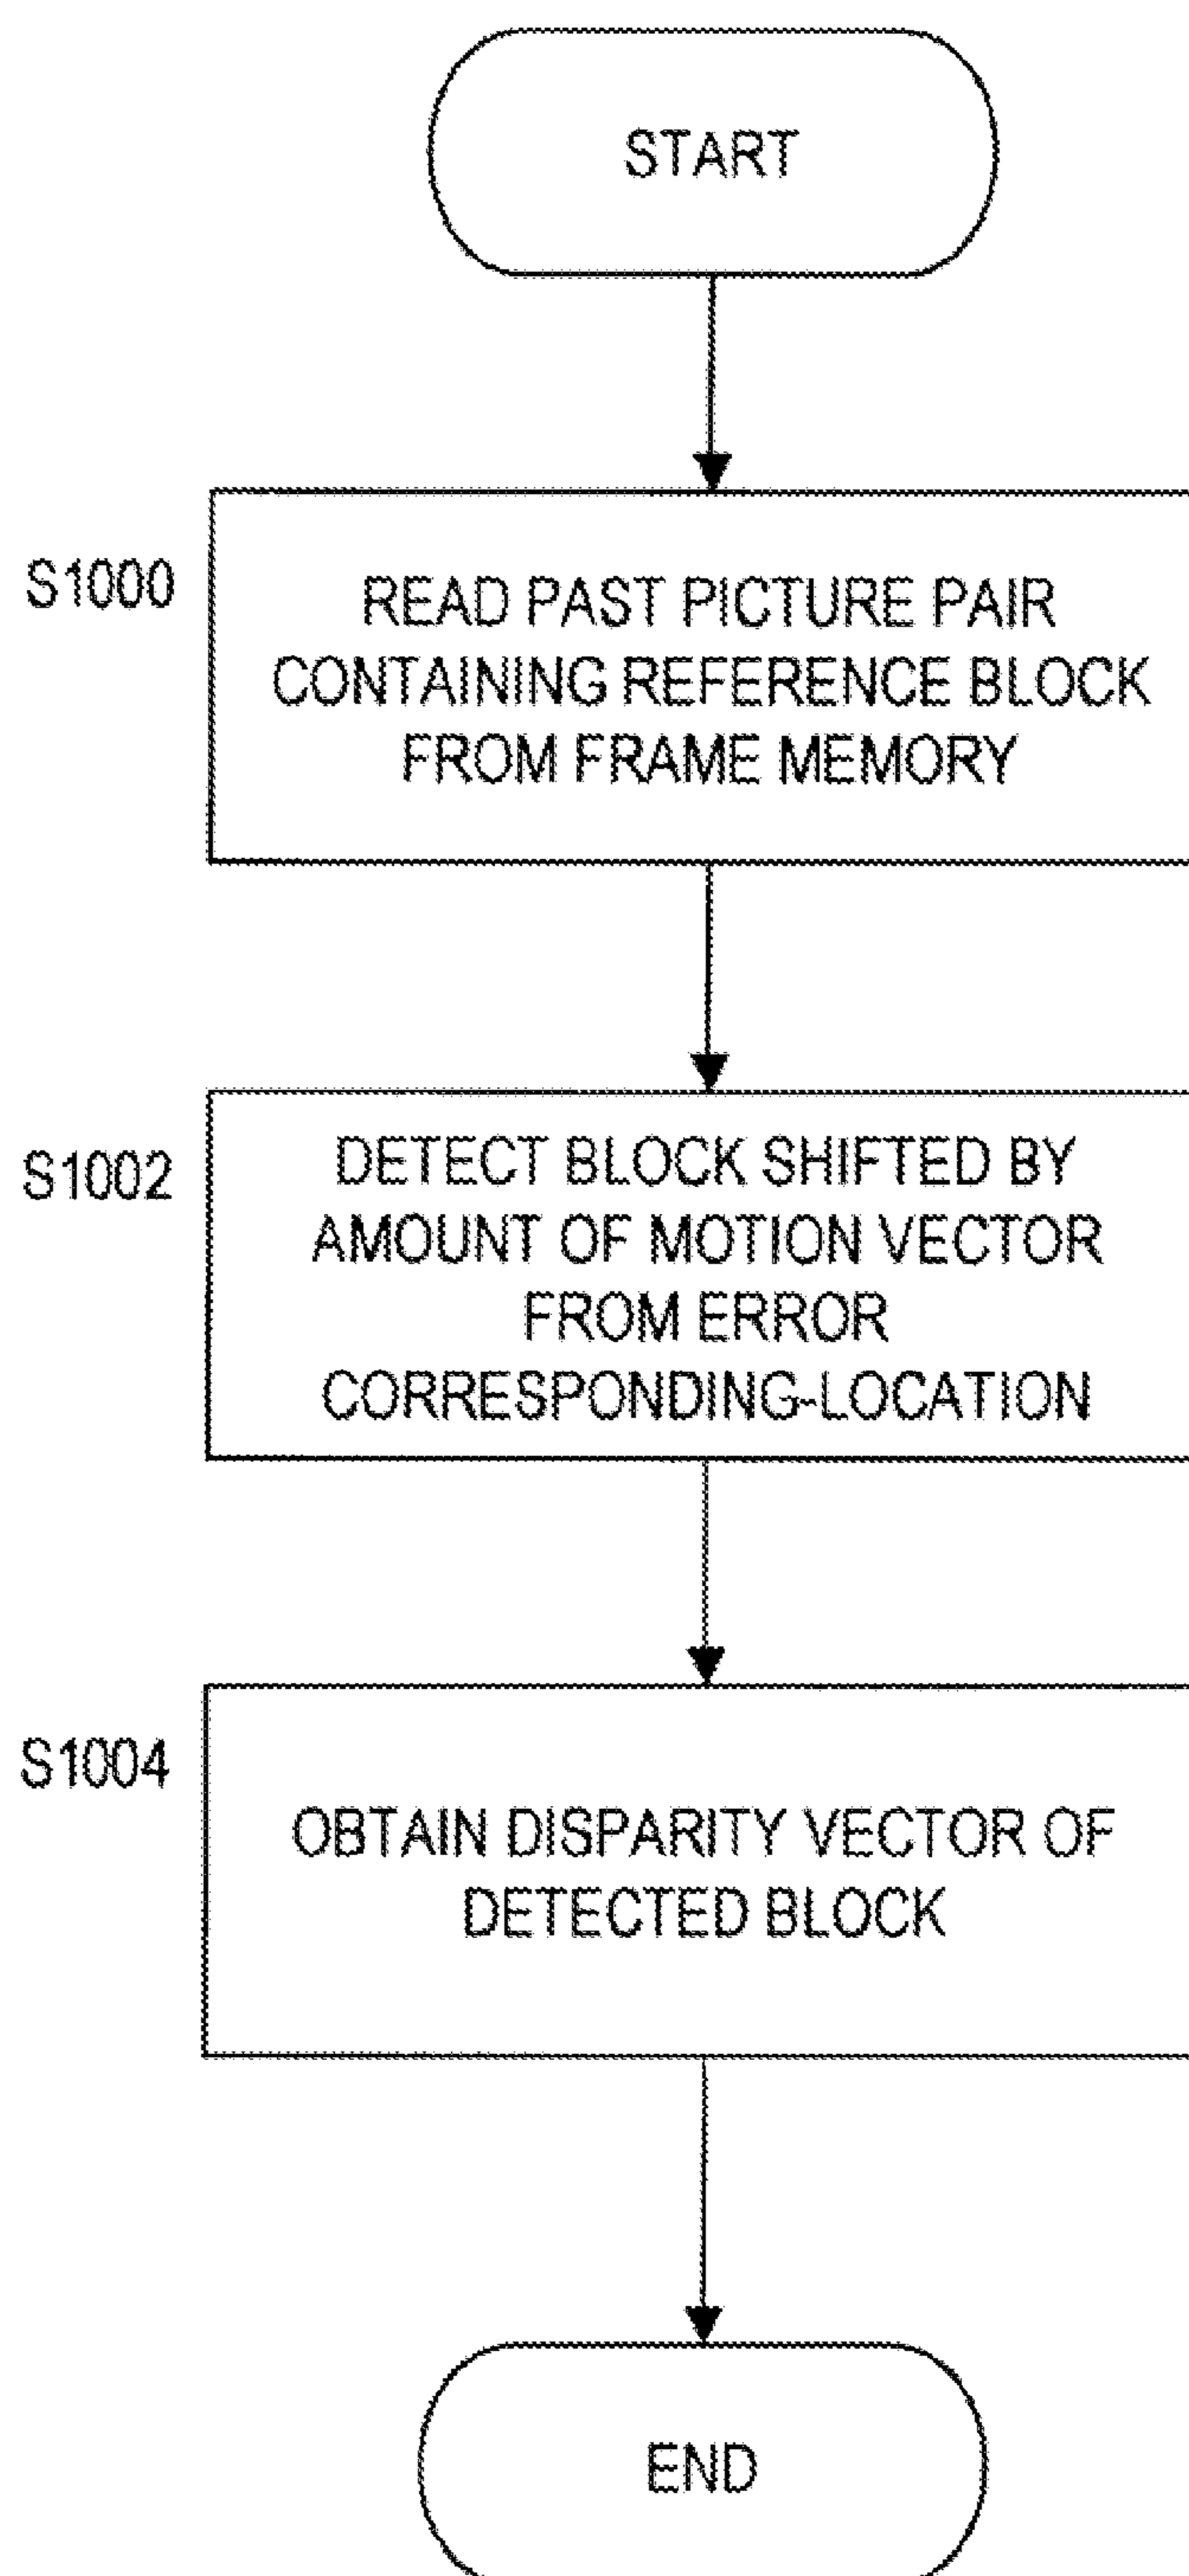 START
S1000
READ PAST PICTURE PAIR
CONTAINING REFERENCE BLOCK
FROM FRAME MEMORY
S1002
DETECT BLOCK SHIFTED BY
AMOUNT OF MOTION VECTOR
FROM ERROR
CORRESPONDING-LOCATION
S1004
OBTAIN DISPARITY VECTOR OF
DETECTED BLOCK
END